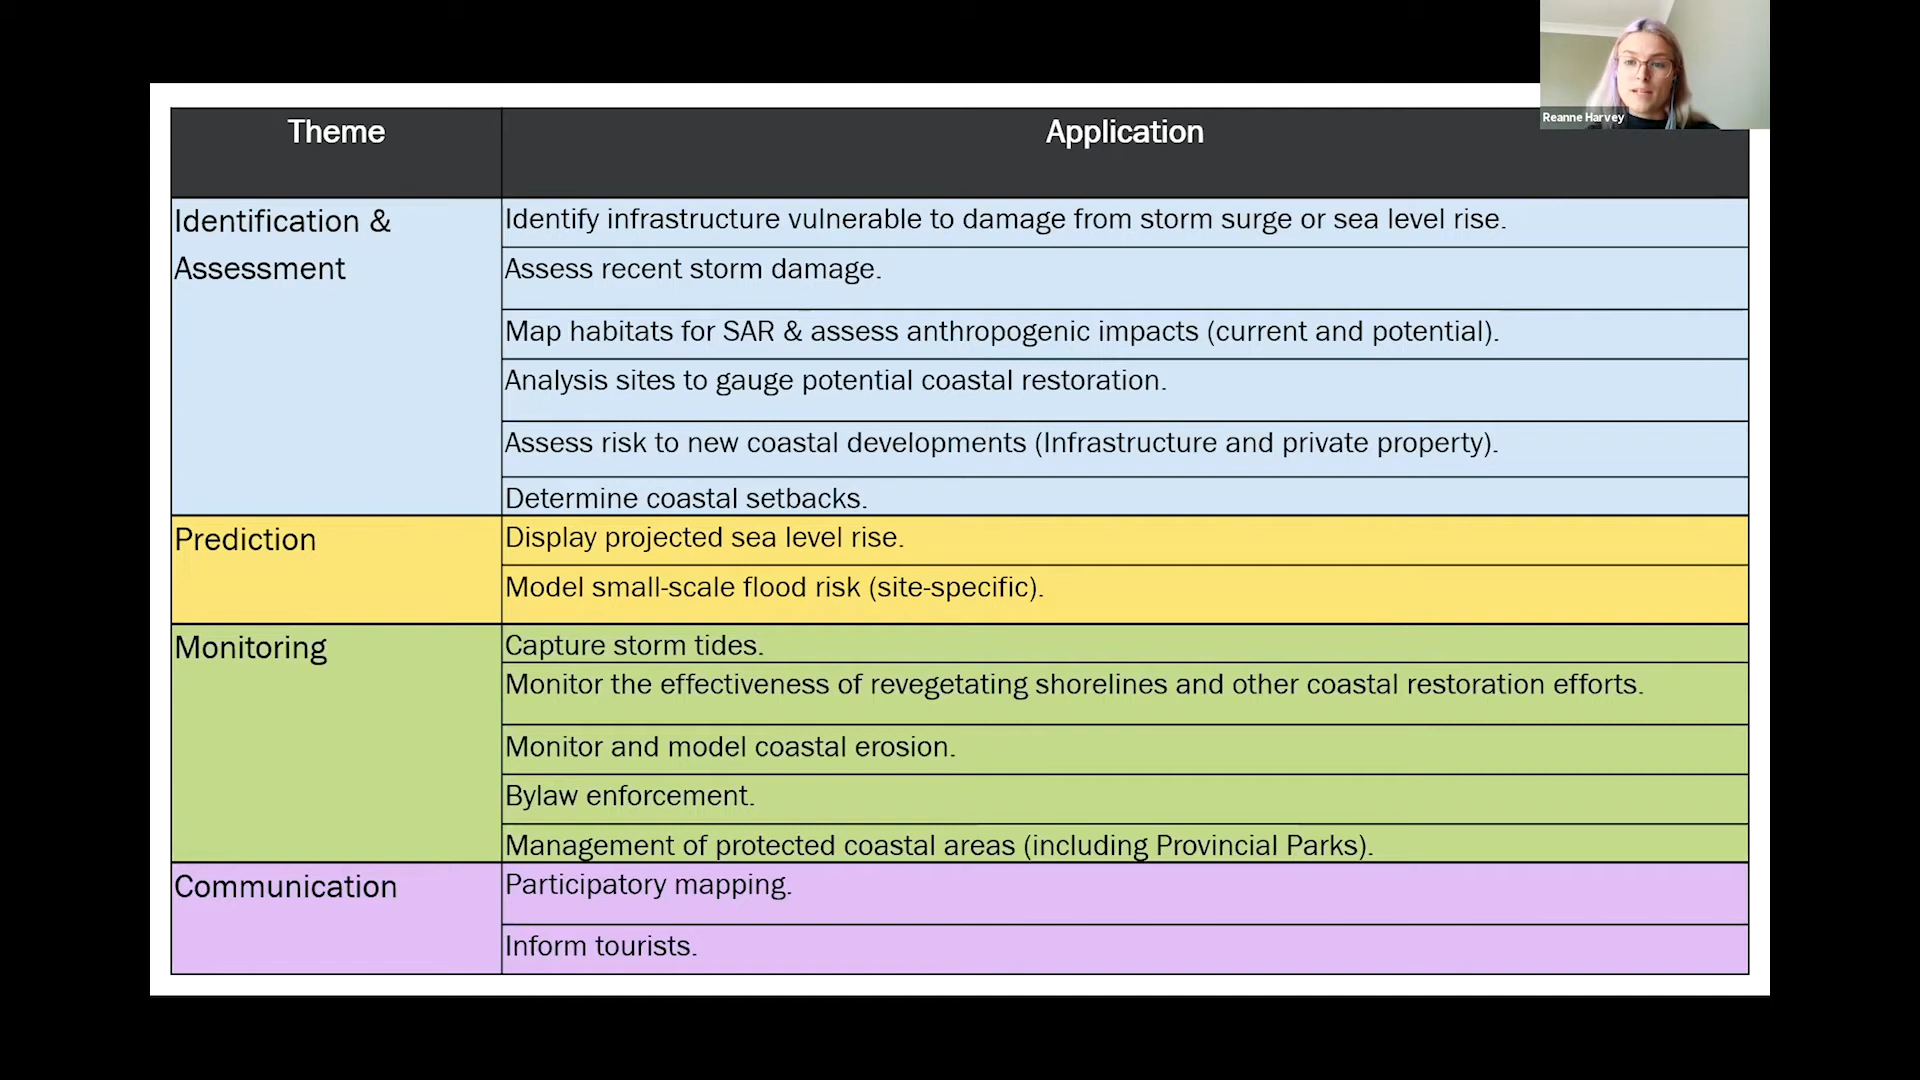 Reanne Harvey
Theme
Application
Identification &
Assessment
Identify infrastructure vulnerable to damage from storm surge or sea level rise.
Assess recent storm damage.
Map habitats for SAR & assess anthropogenic impacts (current and potential).
Analysis sites to gauge potential coastal restoration.
Assess risk to new coastal developments (Infrastructure and private property).
Determine coastal setbacks.
Prediction
Display projected sea level rise.
Model small-scale flood risk (site-specific).
Monitoring
Capture storm tides.
Monitor the effectiveness of revegetating shorelines and other coastal restoration efforts.
Monitor and model coastal erosion.
Bylaw enforcement.
Management of protected coastal areas (including Provincial Parks).
Communication
Participatory mapping.
Inform tourists.